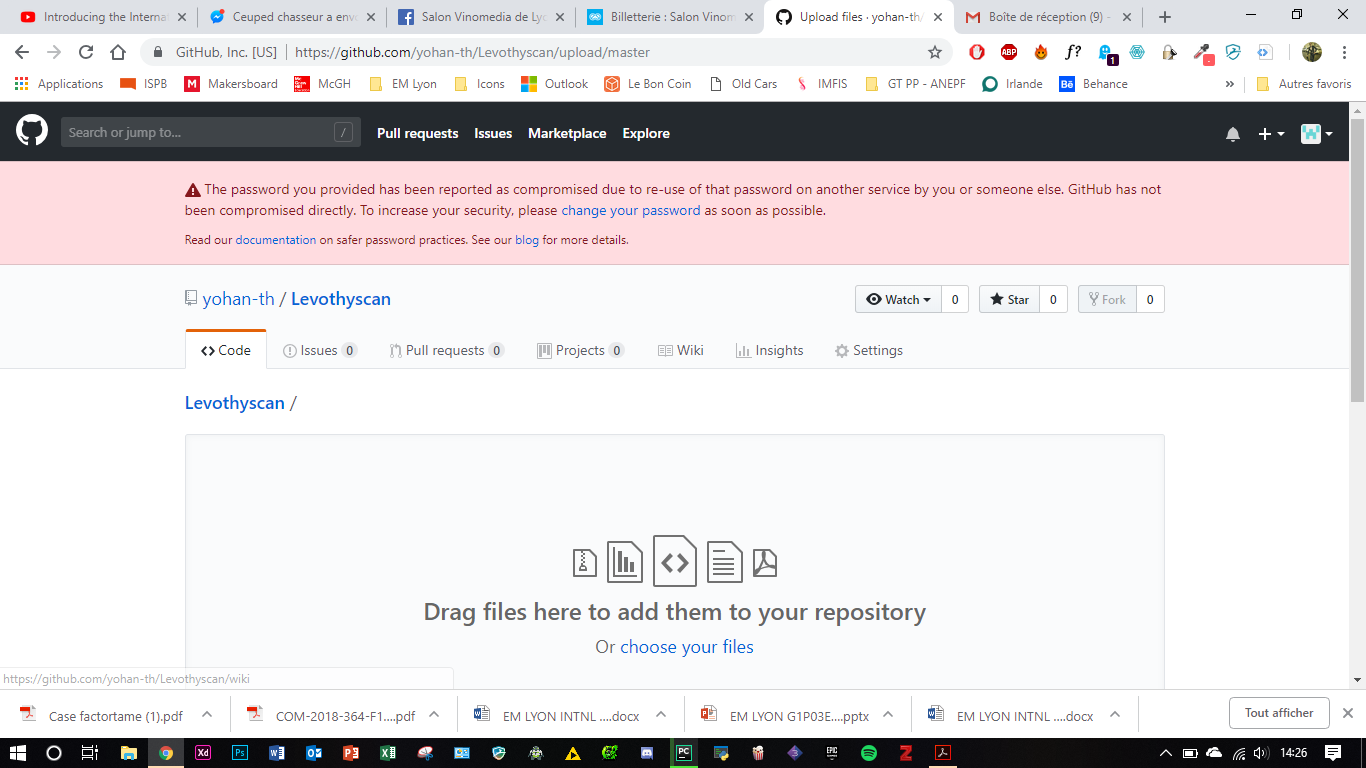 Introducing the Interna
Ceuped chasseur a env
Salon Vinomedia de Ly
Billetterie : Salon Vinom
Upload files · yohan-th/
Boîte de réception (9) -
GitHub, Inc. [US]
https://github.com/yohan-th/Levothyscan/upload/master
ABP
f?
1
Applications
ISPB
Makersboard
McGH
EM Lyon
Icons
Outlook
Le Bon Coin
Old Cars
IMFIS
GT PP - ANEPF
Irlande
Behance
»
Autres favoris
Search or jump to...
/
Pull requests
Issues
Marketplace
Explore
The password you provided has been reported as compromised due to re-use of that password on another service by you or someone else. GitHub has not
been compromised directly. To increase your security, please change your password as soon as possible.
Read our documentation on safer password practices. See our blog for more details.
yohan-th / Levothyscan
Watch
0
Star
0
Fork
0
Code
Issues 0
Pull requests 0
Projects 0
Wiki
Insights
Settings
Levothyscan /
Drag files here to add them to your repository
Or choose your files
https://github.com/yohan-th/Levothyscan/wiki
Case factortame (1).pdf
COM-2018-364-F1....pdf
EM LYON INTNL ....docx
EM LYON G1P03E....pptx
EM LYON INTNL ....docx
Tout afficher
14:26